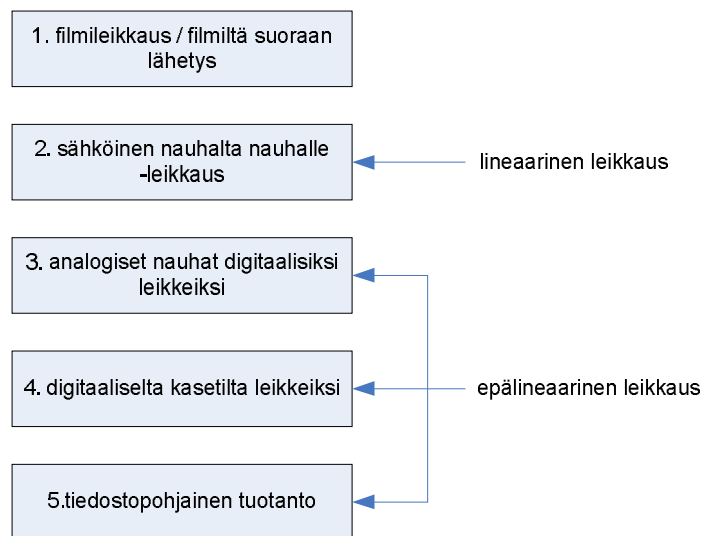 1. filmileikkaus / filmiltä suoraan
lähetys
2. sähköinen nauhalta nauhalle
-leikkaus
lineaarinen leikkaus
3. analogiset nauhat digitaalisiksi
leikkeiksi
4. digitaaliselta kasetilta leikkeiksi
epälineaarinen leikkaus
5.tiedostopohjainen tuotanto